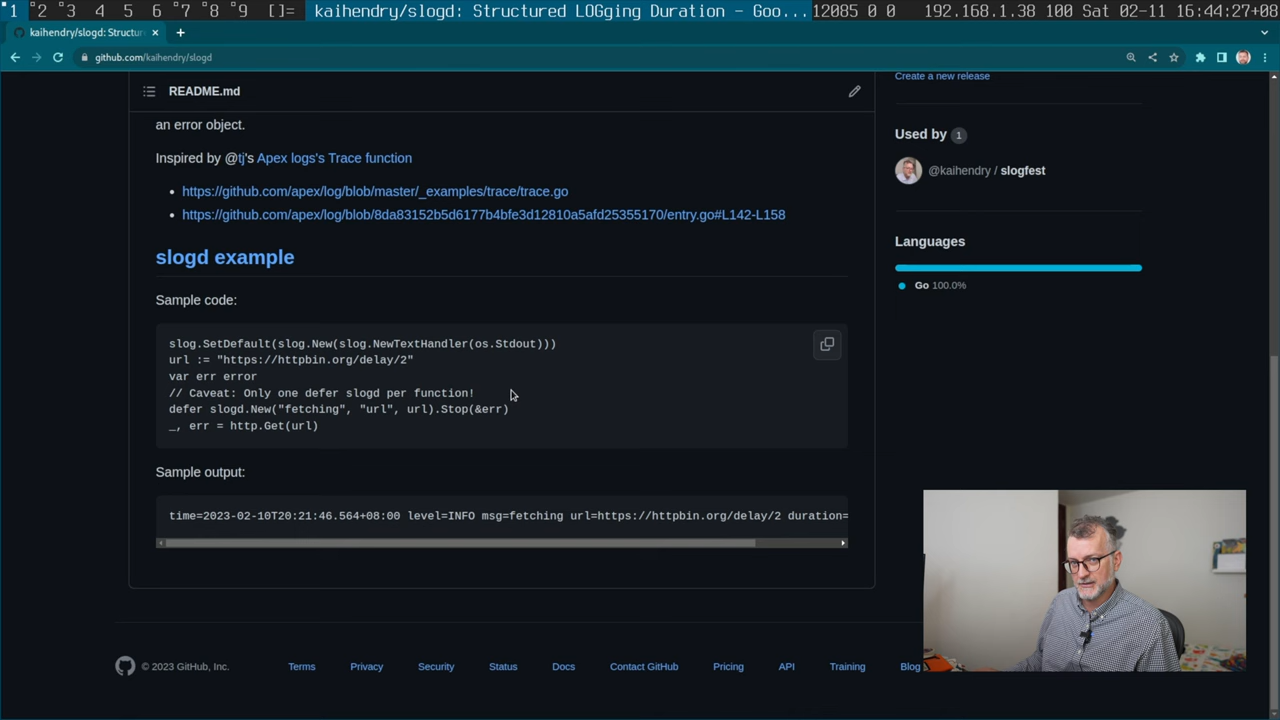 1 2 3 4 5 6 7 8 9 []= kaihendry/slogd: Structured LOGging Duration - Goo... 12085 0 0 192.168.1.38 100 Sat 02-11 16:44:27+08
kaihendry/slogd: Structur
github.com/kaihendry/slogd
Create a new release
README.md
an error object.
Used by 1
Inspired by @tj's Apex logs's Trace function
@kaihendry / slogfest
https://github.com/apex/log/blob/master/_examples/trace/trace.go
https://github.com/apex/log/blob/8da83152b5d6177b4bfe3d12810a5afd25355170/entry.go#L142-L158
Languages
slogd example
Go 100.0%
Sample code:
slog.SetDefault(slog.New(slog.NewTextHandler(os.Stdout)))
url := "https://httpbin.org/delay/2"
var err error
// Caveat: Only one defer slogd per function!
defer slogd.New("fetching", "url", url).Stop(&err)
_, err = http.Get(url)
Sample output:
time=2023-02-10T20:21:46.564+08:00 level=INFO msg=fetching url=https://httpbin.org/delay/2 duration=
© 2023 GitHub, Inc. Terms Privacy Security Status Docs Contact GitHub Pricing API Training Blog